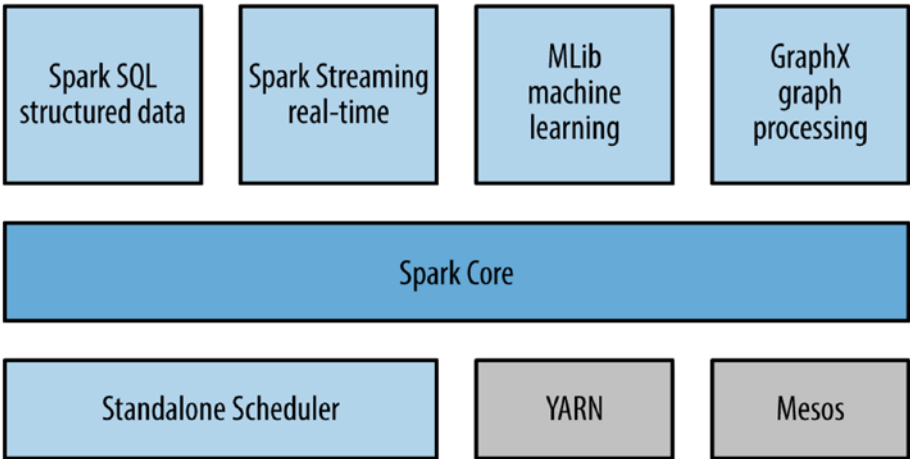 Spark SQL
structured data
Spark Streaming
real-time
MLib
machine
learning
GraphX
graph
processing
Spark Core
Standalone Scheduler
YARN
Mesos